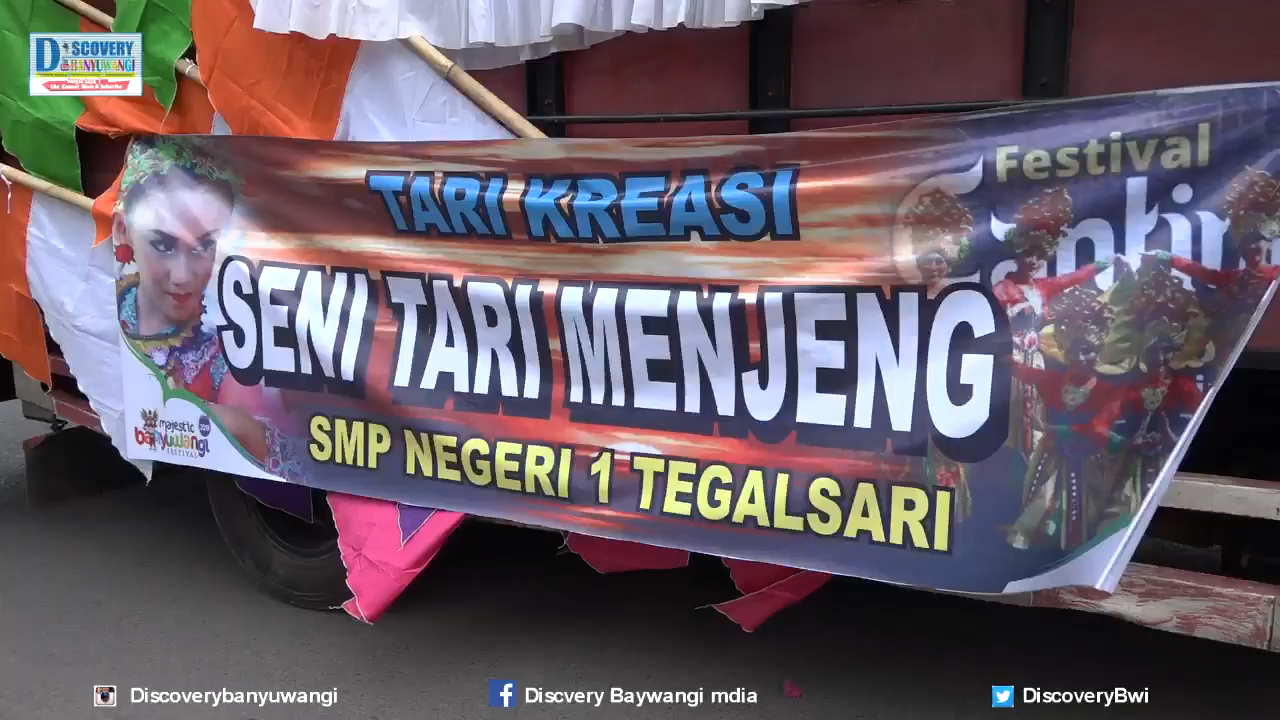 DISCOVERY
BANYUWANGI
Festival
TARI KREASI
SENI TARI MENJENG
SMP NEGERI 1 TEGALSARI
majestic
banyuwangi
FESTIVAL
Discoverybanyuwangi
Discvery Baywangi mdia
DiscoveryBwi